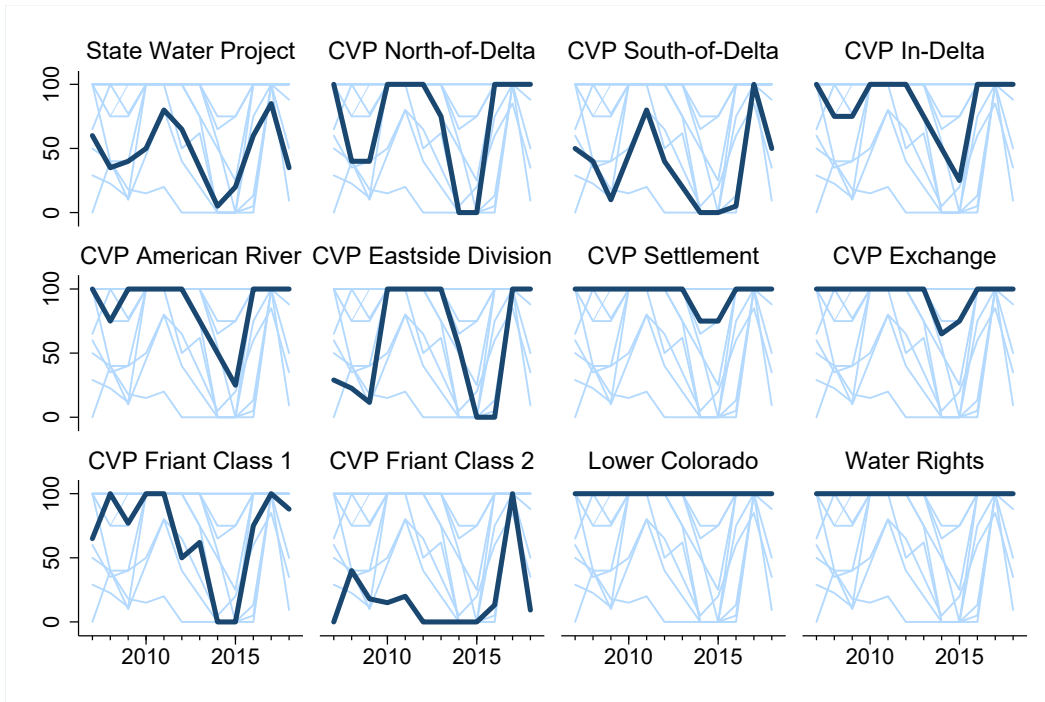 State Water Project CVP North-of-Delta CVP South-of-Delta CVP In-Delta
100
50
0
CVP American River CVP Eastside Division CVP Settlement CVP Exchange
100
50
0
CVP Friant Class 1 CVP Friant Class 2 Lower Colorado Water Rights
100
50
0
2010 2015 2010 2015 2010 2015 2010 2015